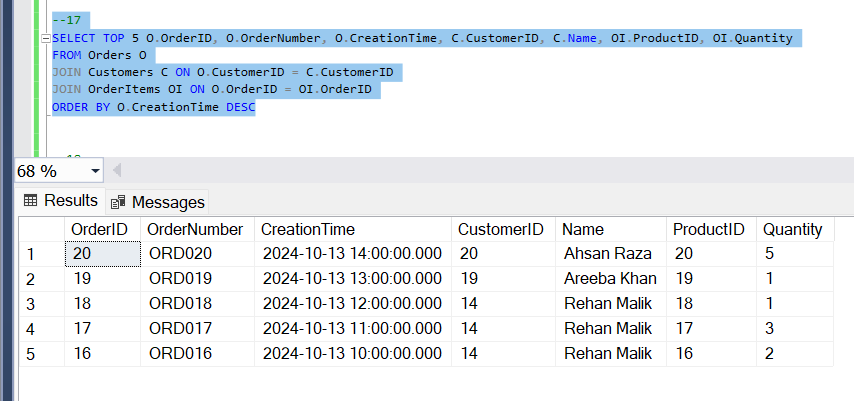 --17
SELECT TOP 5 O.OrderID, O.OrderNumber, O.CreationTime, C.CustomerID, C.Name, OI.ProductID, OI.Quantity
FROM Orders O
JOIN Customers C ON O.CustomerID = C.CustomerID
JOIN OrderItems OI ON O.OrderID = OI.OrderID
ORDER BY O.CreationTime DESC
68 %
Results Messages
OrderID OrderNumber CreationTime CustomerID Name ProductID Quantity
1 20 ORD020 2024-10-13 14:00:00.000 20 Ahsan Raza 20 5
2 19 ORD019 2024-10-13 13:00:00.000 19 Areeba Khan 19 1
3 18 ORD018 2024-10-13 12:00:00.000 14 Rehan Malik 18 1
4 17 ORD017 2024-10-13 11:00:00.000 14 Rehan Malik 17 3
5 16 ORD016 2024-10-13 10:00:00.000 14 Rehan Malik 16 2